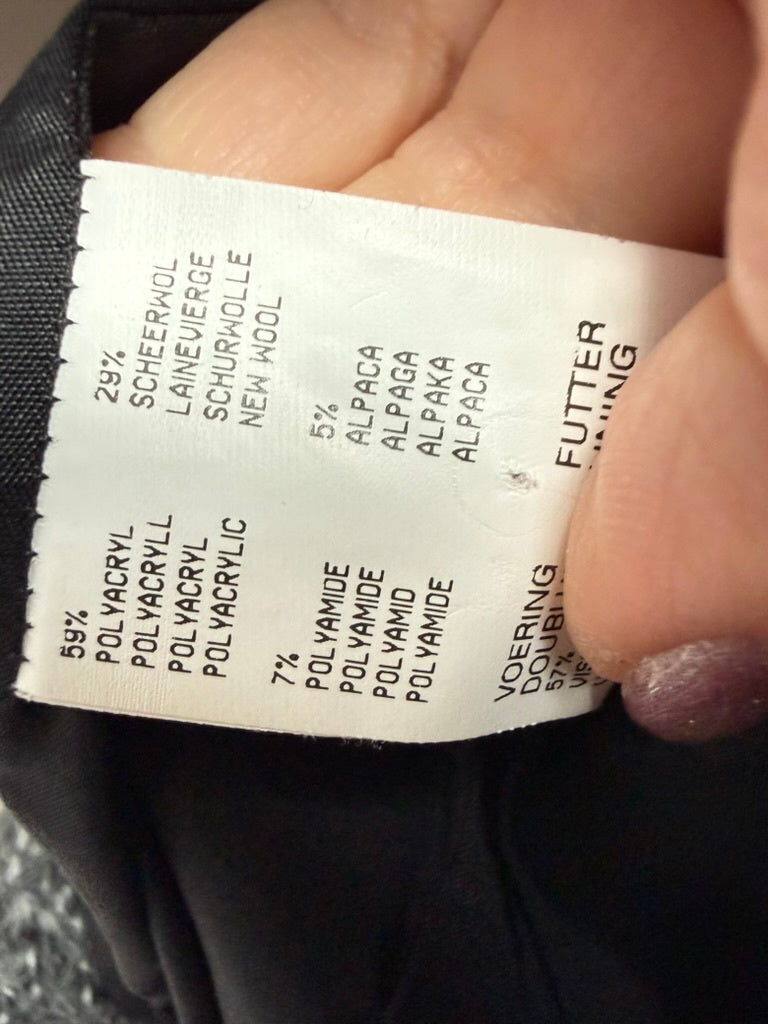 59%
POLYACRYL
POLYACRYLL
POLYACRYL
POLYACRYLIC
29%
SCHEERWOL
LAINEVIERGE
SCHURWOLLE
NEW WOOL
7%
POLYAMIDE
POLYAMIDE
POLYAMID
POLYAMIDE
5%
ALPACA
ALPAGA
ALPAKA
ALPACA
VOERING
FUTTER
57%